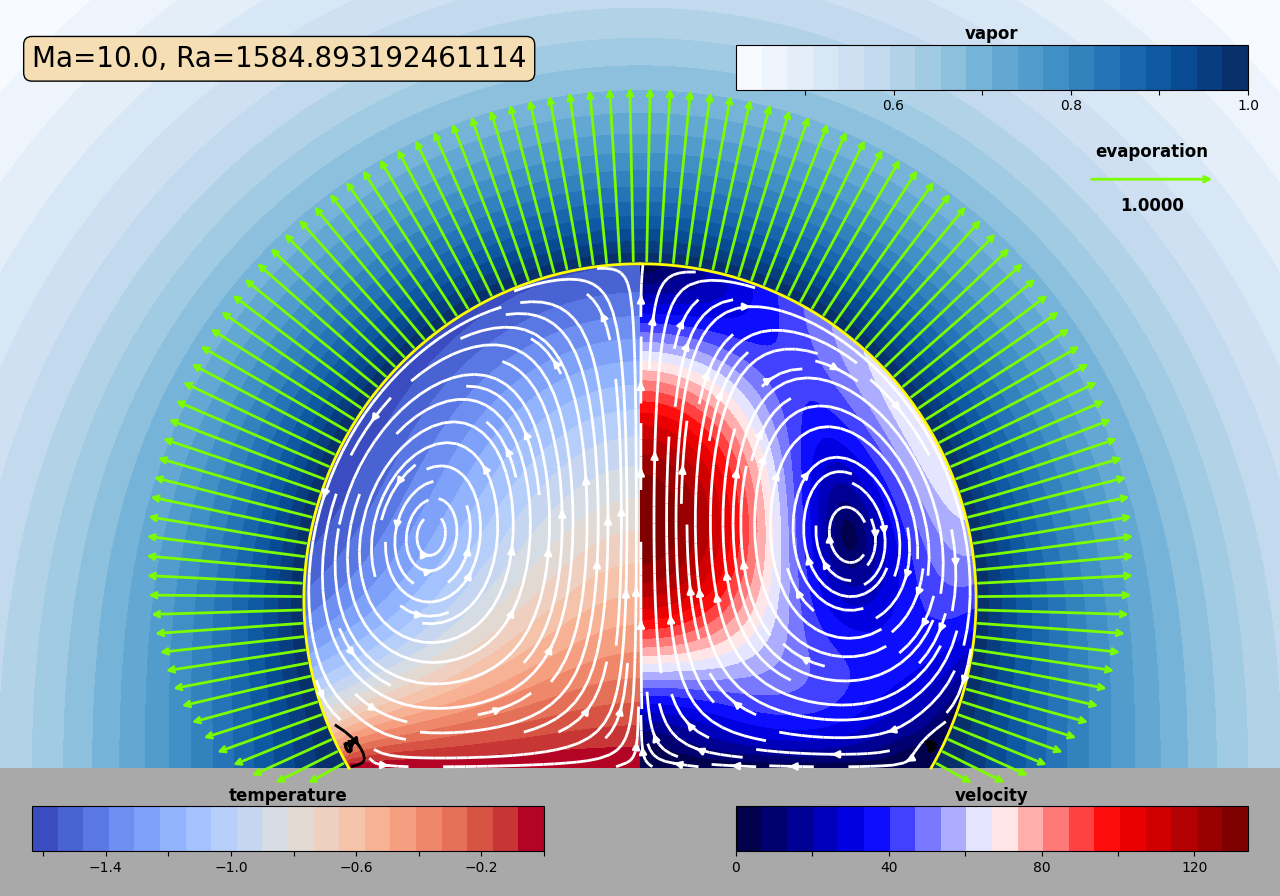 Ma=10.0, Ra=1584.893192461114
vapor
0.6 0.8 1.0
evaporation
1.0000
temperature
−1.4 −1.0 −0.6 −0.2
velocity
0 40 80 120